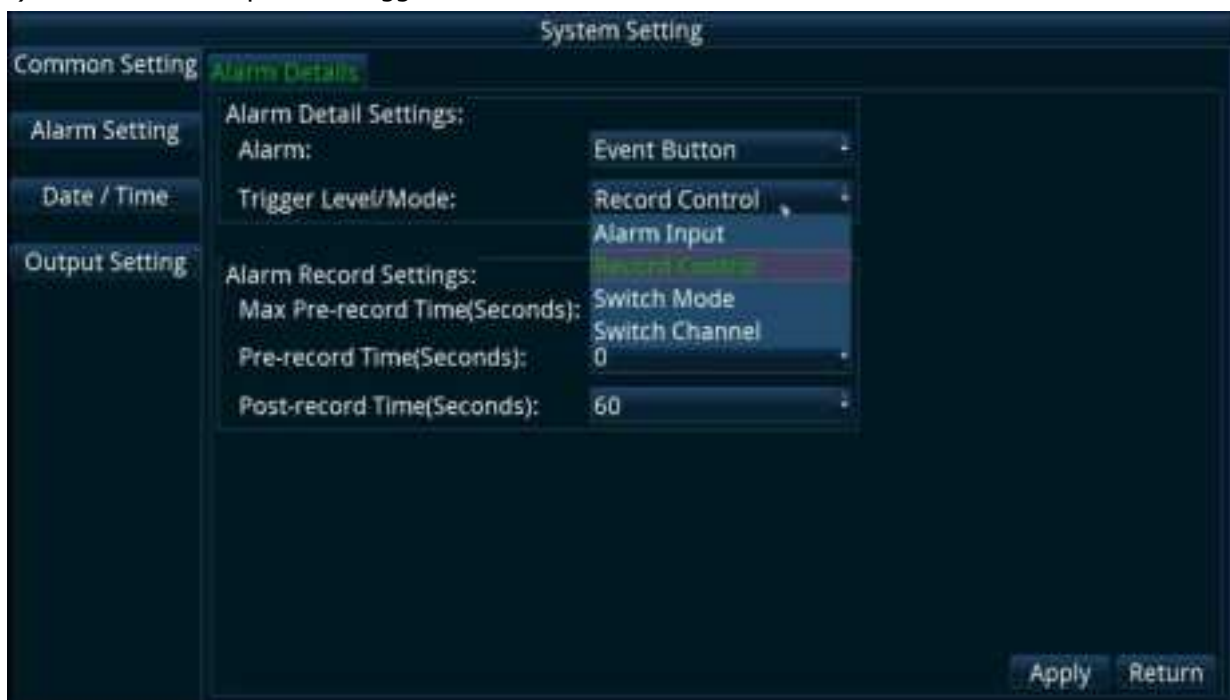 System Setting
Common Setting
Alarm Details
Alarm Setting
Alarm Detail Settings:
Alarm: Event Button
Date / Time
Trigger Level/Mode: Record Control
Alarm Input
Record Control
Switch Mode
Switch Channel
Output Setting
Alarm Record Settings:
Max Pre-record Time(Seconds):
Pre-record Time(Seconds): 0
Post-record Time(Seconds): 60
Apply Return